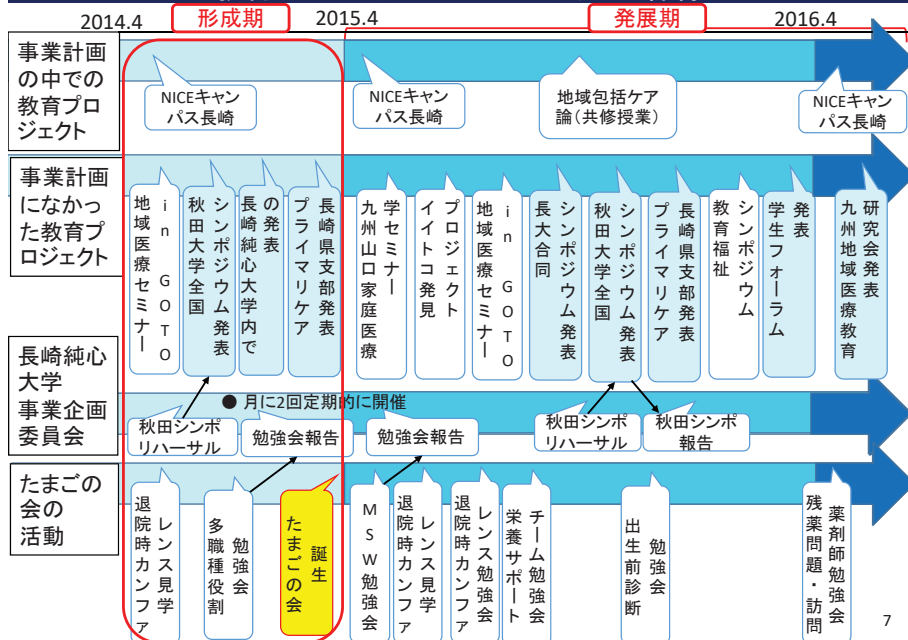 2014.4
形成期
2015.4
発展期
2016.4
事業計画
の中での
教育プロ
ジェクト
NICEキャン
パス長崎
NICEキャン
パス長崎
地域包括ケア
論(共修授業)
NICEキャン
パス長崎
事業計画
になかっ
た教育プ
ロジェクト
地域医療セミナー
in GOTO
秋田大学全国
シンポジウム発表
長崎純心大学内で
の発表
プライマリケア
長崎県支部発表
九州山口家庭医療
学セミナー
イイトコ発見
プロジェクト
地域医療セミナー
in GOTO
長大合同
シンポジウム発表
秋田大学全国
シンポジウム発表
プライマリケア
長崎県支部発表
教育福祉
シンポジウム
学生フォーラム
発表
九州地域医療教育
研究会発表
長崎純心
大学
事業企画
委員会
● 月に2回定期的に開催
秋田シンポ
リハーサル
勉強会報告
勉強会報告
秋田シンポ
リハーサル
秋田シンポ
報告
たまごの
会の
活動
退院時カンファ
レンス見学
多職種役割
勉強会
たまごの会
誕生
MSW勉強会
退院時カンファ
レンス見学
退院時カンファ
レンス勉強会
栄養サポート
チーム勉強会
出生前診断
勉強会
残薬問題・訪問
薬剤師勉強会
7